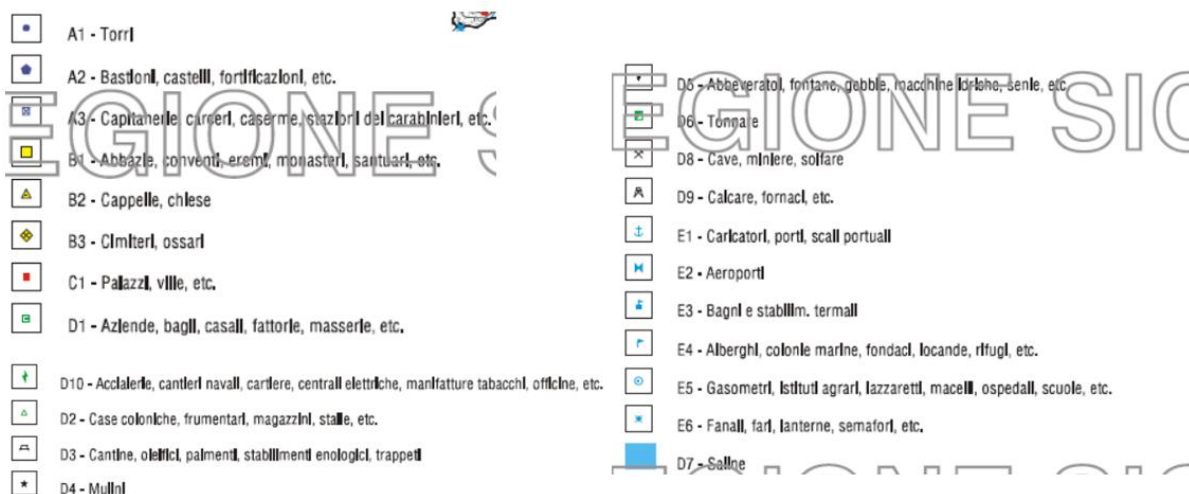 A1 - Torri
A2 - Bastioni, castelli, fortificazioni, etc.
A3 - Capitanerie, carceri, caserme, stazioni dei carabinieri, etc.
B1 - Abbazie, conventi, eremi, monasteri, santuari, etc.
B2 - Cappelle, chiese
B3 - Cimiteri, ossari
C1 - Palazzi, ville, etc.
D1 - Aziende, bagli, casali, fattorie, masserie, etc.
D10 - Acciaierie, cantieri navali, cartiere, centrali elettriche, manifatture tabacchi, officine, etc.
D2 - Case coloniche, frumentari, magazzini, stalle, etc.
D3 - Cantine, oleifici, palmenti, stabilimenti enologici, trappeti
D4 - Mulini
D5 - Abbeveratoi, fontane, gebbie, macchine idriche, senie, etc.
D6 - Tonnare
D8 - Cave, miniere, solfare
D9 - Calcare, fornaci, etc.
E1 - Caricatori, porti, scali portuali
E2 - Aeroporti
E3 - Bagni e stabilim. termali
E4 - Alberghi, colonie marine, fondaci, locande, rifugi, etc.
E5 - Gasometri, istituti agrari, lazzaretti, macelli, ospedali, scuole, etc.
E6 - Fanali, fari, lanterne, semafori, etc.
D7 - Saline
EGIONE
EGIONE SIC
EGIONE SIC